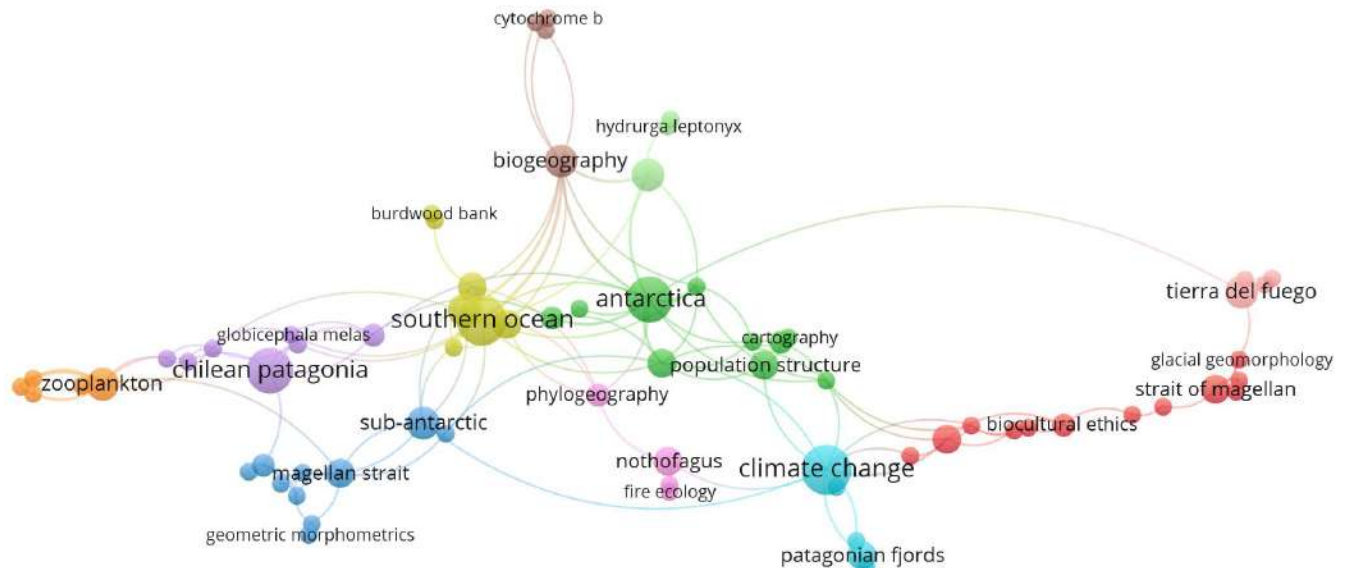 cytochrome b
hydrurga leptonyx
biogeography
burdwood bank
tierra del fuego
antarctica
southern ocean
globicephala melas
cartography
glacial geomorphology
chilean patagonia
population structure
zooplankton
strait of magellan
phylogeography
sub-antarctic
biocultural ethics
nothofagus
climate change
magellan strait
fire ecology
geometric morphometrics
patagonian fjords